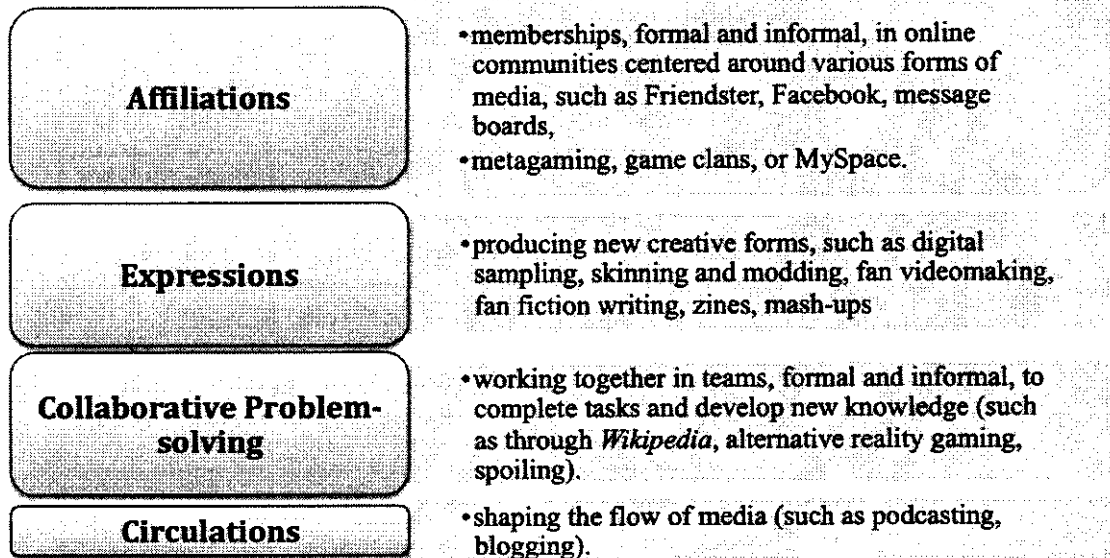 Affiliations
•memberships, formal and informal, in online
communities centered around various forms of
media, such as Friendster, Facebook, message
boards,
•metagaming, game clans, or MySpace.
Expressions
•producing new creative forms, such as digital
sampling, skinning and modding, fan videomaking,
fan fiction writing, zines, mash-ups
Collaborative Problem-
solving
•working together in teams, formal and informal, to
complete tasks and develop new knowledge (such
as through Wikipedia, alternative reality gaming,
spoiling).
Circulations
•shaping the flow of media (such as podcasting,
blogging).